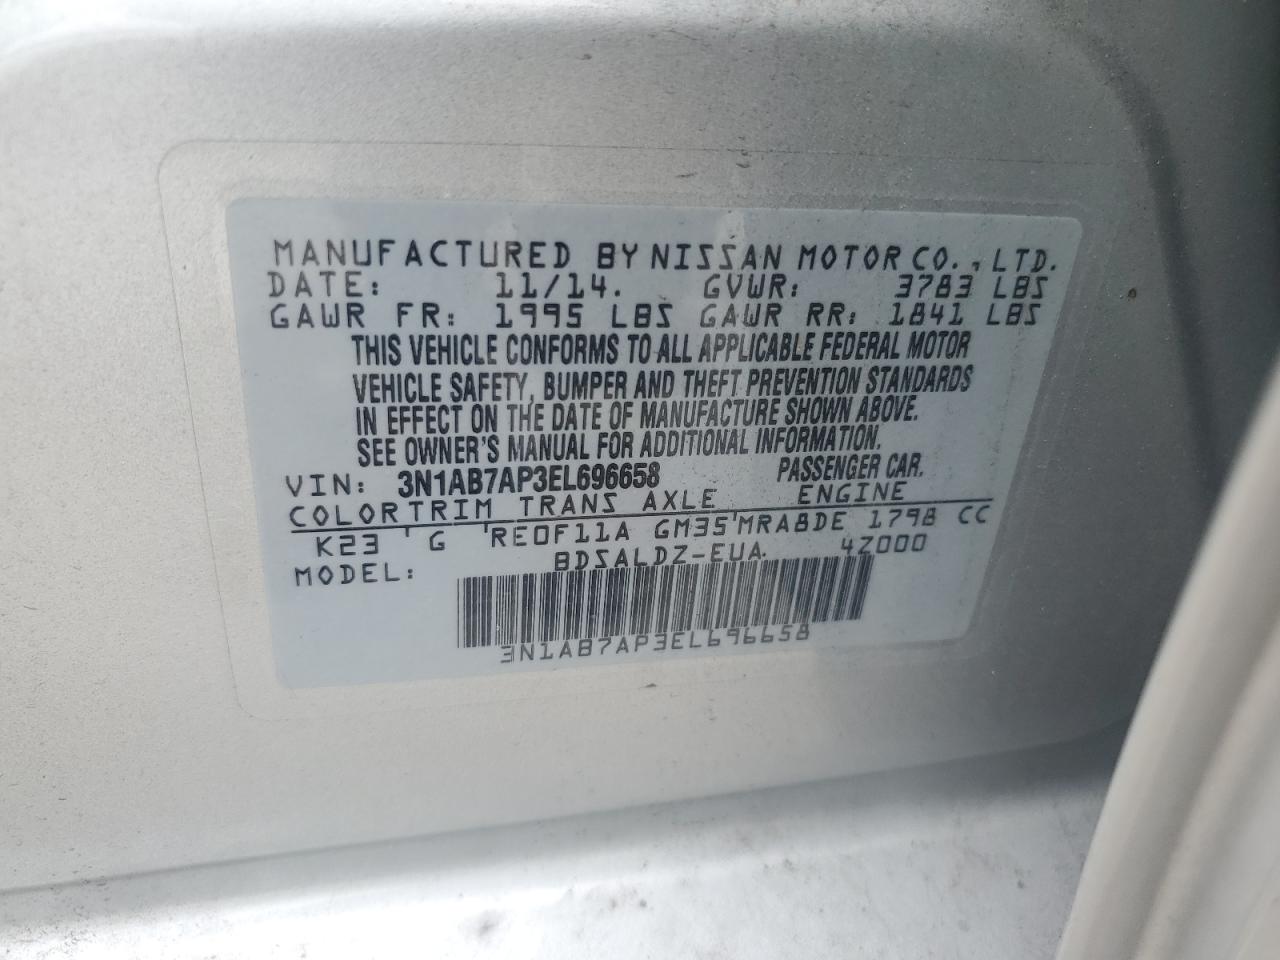 MANUFACTURED BY NISSAN MOTOR CO., LTD.
DATE: 11/14. GVWR: 3783 LBS
GAWR FR: 1995 LBS GAWR RR: 1841 LBS
THIS VEHICLE CONFORMS TO ALL APPLICABLE FEDERAL MOTOR
VEHICLE SAFETY, BUMPER AND THEFT PREVENTION STANDARDS
IN EFFECT ON THE DATE OF MANUFACTURE SHOWN ABOVE.
SEE OWNER'S MANUAL FOR ADDITIONAL INFORMATION.
VIN: 3N1AB7AP3EL696658 PASSENGER CAR.
COLOR TRIM TRANS AXLE ENGINE
K23 ' G 'RE0F11A GM35'MRA8DE 1798 CC
MODEL: BDSALDZ-EUA. 4Z000
3N1AB7AP3EL696658